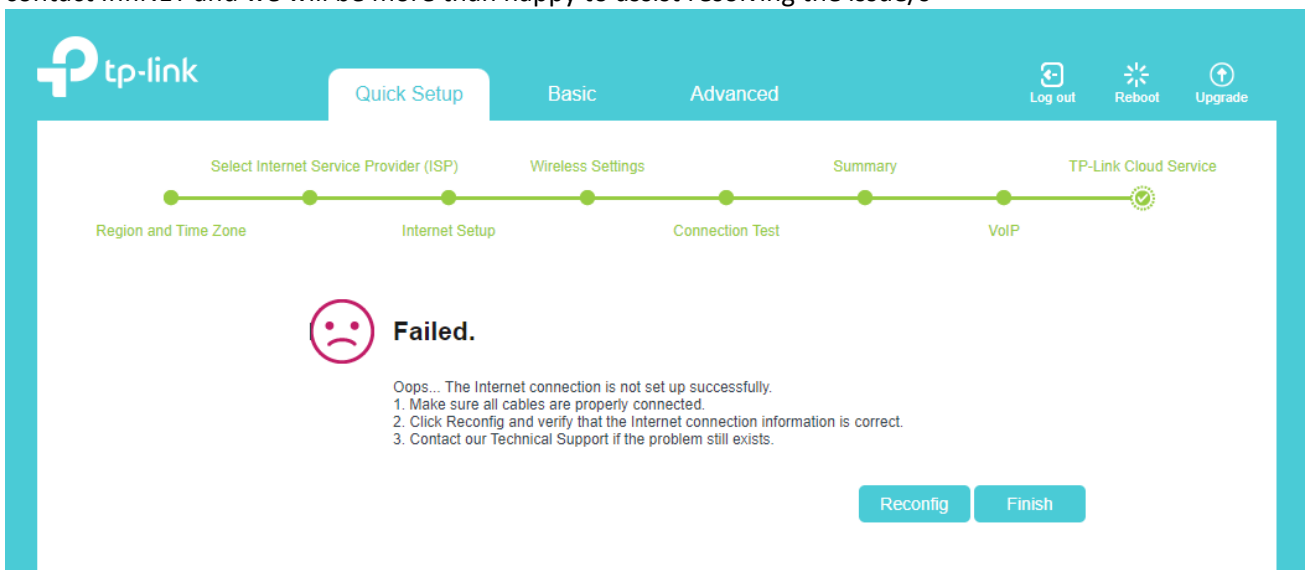 tp-link
Quick Setup
Basic
Advanced
Log out
Reboot
Upgrade
Select Internet Service Provider (ISP)
Wireless Settings
Summary
TP-Link Cloud Service
Region and Time Zone
Internet Setup
Connection Test
VoIP
Failed.
Oops... The Internet connection is not set up successfully.
1. Make sure all cables are properly connected.
2. Click Reconfig and verify that the Internet connection information is correct.
3. Contact our Technical Support if the problem still exists.
Reconfig
Finish